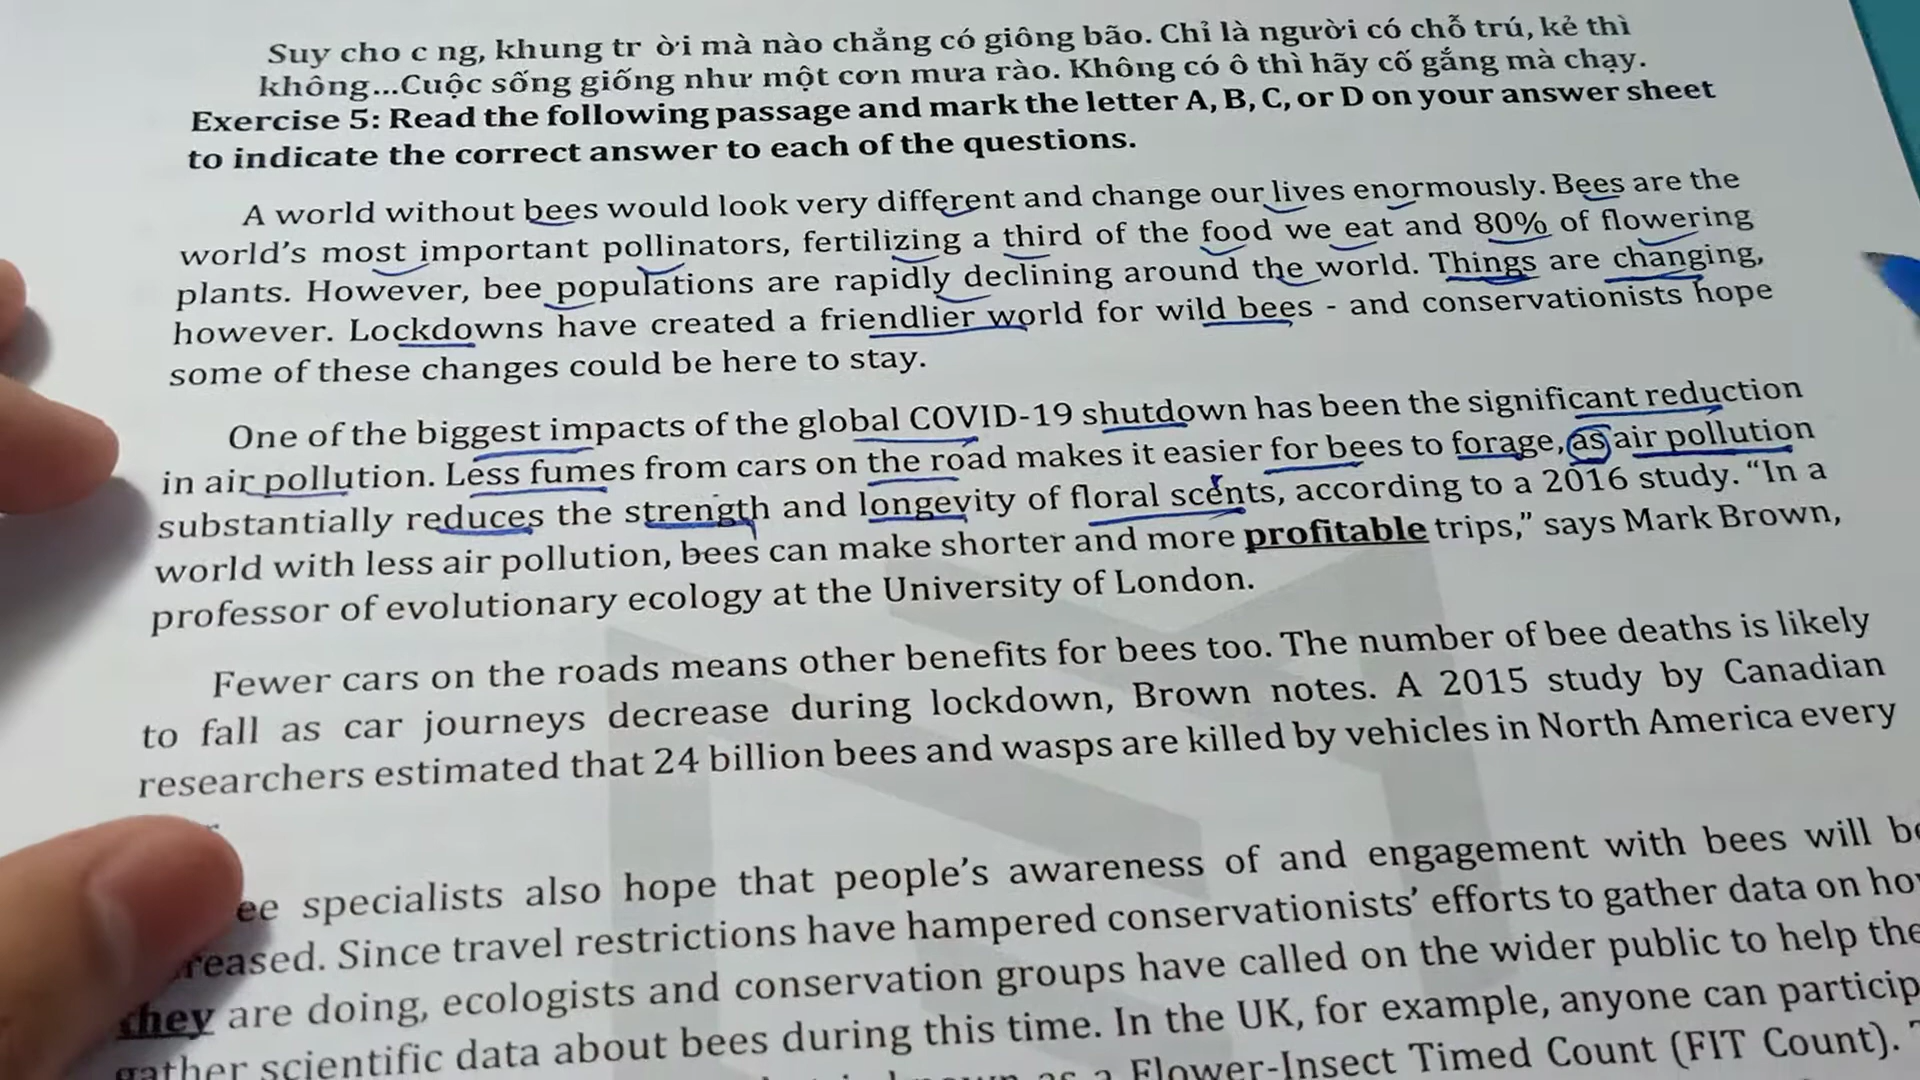 Suy cho c ng, khung tr ời mà nào chẳng có giông bão. Chỉ là người có chỗ trú, kẻ thì
không...Cuộc sống giống như một cơn mưa rào. Không có ô thì hãy cố gắng mà chạy.
Exercise 5: Read the following passage and mark the letter A, B, C, or D on your answer sheet
to indicate the correct answer to each of the questions.
A world without bees would look very different and change our lives enormously. Bees are the
world's most important pollinators, fertilizing a third of the food we eat and 80% of flowering
plants. However, bee populations are rapidly declining around the world. Things are changing,
however. Lockdowns have created a friendlier world for wild bees - and conservationists hope
some of these changes could be here to stay.
One of the biggest impacts of the global COVID-19 shutdown has been the significant reduction
in air pollution. Less fumes from cars on the road makes it easier for bees to forage, as air pollution
substantially reduces the strength and longevity of floral scents, according to a 2016 study. “In a
world with less air pollution, bees can make shorter and more profitable trips,” says Mark Brown,
professor of evolutionary ecology at the University of London.
Fewer cars on the roads means other benefits for bees too. The number of bee deaths is likely
to fall as car journeys decrease during lockdown, Brown notes. A 2015 study by Canadian
researchers estimated that 24 billion bees and wasps are killed by vehicles in North America every
specialists also hope that people's awareness of and engagement with bees will
Since travel restrictions have hampered conservationists' efforts to gather data on
they are doing, ecologists and conservation groups have called on the wider public to help
gather scientific data about bees during this time. In the UK, for example, anyone can
as a Flower-Insect Timed Count (FIT Count).